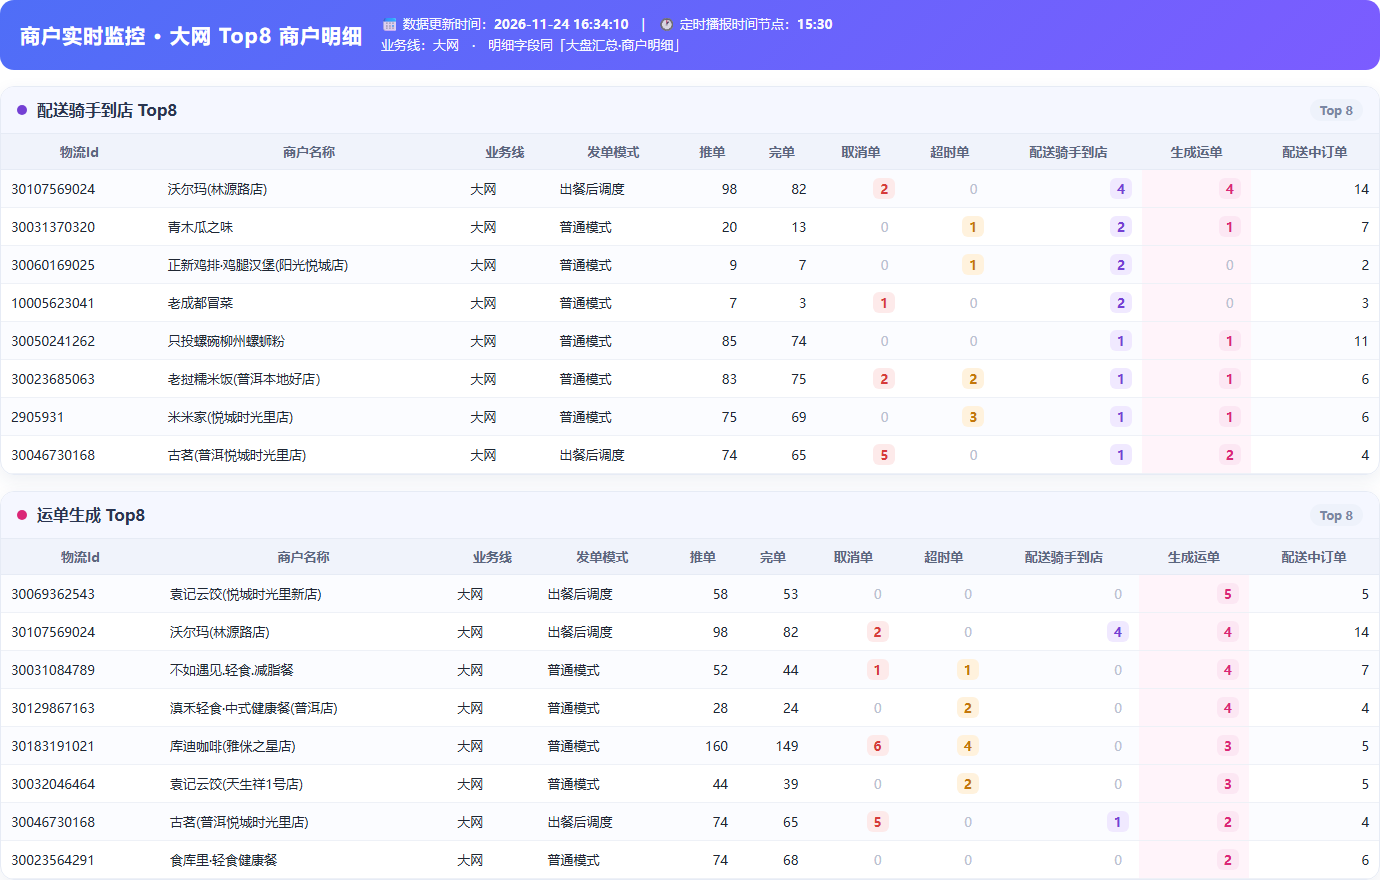 商户实时监控 • 大网 Top8 商户明细
数据更新时间：2026-11-24 16:34:10 | 定时播报时间节点：15:30
业务线：大网 · 明细字段同「大盘汇总·商户明细」
配送骑手到店 Top8 Top 8
物流Id 商户名称 业务线 发单模式 推单 完单 取消单 超时单 配送骑手到店 生成运单 配送中订单
30107569024 沃尔玛(林源路店) 大网 出餐后调度 98 82 2 0 4 4 14
30031370320 青木瓜之味 大网 普通模式 20 13 0 1 2 1 7
30060169025 正新鸡排·鸡腿汉堡(阳光悦城店) 大网 普通模式 9 7 0 1 2 0 2
10005623041 老成都冒菜 大网 普通模式 7 3 1 0 2 0 3
30050241262 只投螺碗柳州螺蛳粉 大网 普通模式 85 74 0 0 1 1 11
30023685063 老挝糯米饭(普洱本地好店) 大网 普通模式 83 75 2 2 1 1 6
2905931 米米家(悦城时光里店) 大网 普通模式 75 69 0 3 1 1 6
30046730168 古茗(普洱悦城时光里店) 大网 出餐后调度 74 65 5 0 1 2 4
运单生成 Top8 Top 8
物流Id 商户名称 业务线 发单模式 推单 完单 取消单 超时单 配送骑手到店 生成运单 配送中订单
30069362543 袁记云饺(悦城时光里新店) 大网 出餐后调度 58 53 0 0 0 5 5
30107569024 沃尔玛(林源路店) 大网 出餐后调度 98 82 2 0 4 4 14
30031084789 不如遇见.轻食.减脂餐 大网 普通模式 52 44 1 1 0 4 7
30129867163 滇禾轻食·中式健康餐(普洱店) 大网 普通模式 28 24 0 2 0 4 4
30183191021 库迪咖啡(雅侎之星店) 大网 普通模式 160 149 6 4 0 3 5
30032046464 袁记云饺(天生祥1号店) 大网 普通模式 44 39 0 2 0 3 5
30046730168 古茗(普洱悦城时光里店) 大网 出餐后调度 74 65 5 0 1 2 4
30023564291 食库里·轻食健康餐 大网 普通模式 74 68 0 0 0 2 6